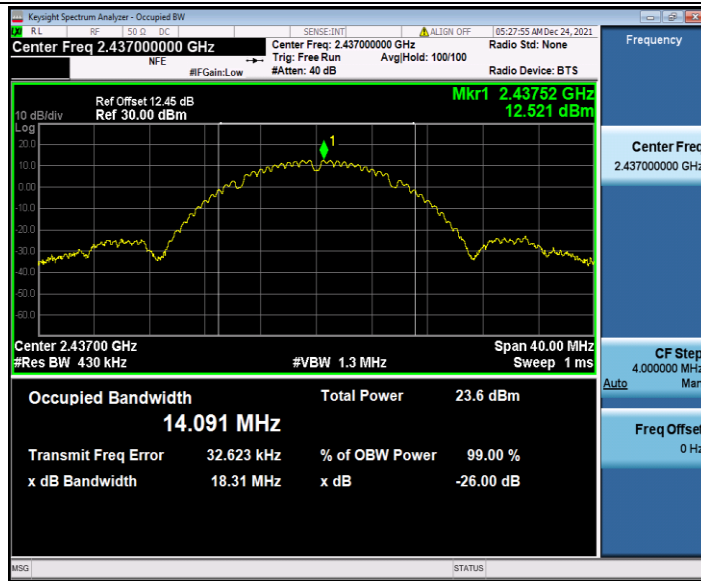 Keysight Spectrum Analyzer - Occupied BW
RL RF 50 Ω DC SENSE:INT ALIGN OFF 05:27:55 AM Dec 24, 2021
Center Freq 2.437000000 GHz
Center Freq: 2.437000000 GHz
Radio Std: None
NFE
Trig: Free Run
Avg|Hold: 100/100
#IFGain:Low
#Atten: 40 dB
Radio Device: BTS
Ref Offset 12.45 dB
Mkr1 2.43752 GHz
10 dB/div
Ref 30.00 dBm
12.521 dBm
Log
1
20.0
10.0
0.00
-10.0
-20.0
-30.0
-40.0
-50.0
-60.0
Center 2.43700 GHz
Span 40.00 MHz
#Res BW 430 kHz
#VBW 1.3 MHz
Sweep 1 ms
Occupied Bandwidth
Total Power 23.6 dBm
14.091 MHz
Transmit Freq Error 32.623 kHz
% of OBW Power 99.00 %
x dB Bandwidth 18.31 MHz
x dB -26.00 dB
MSG
STATUS
Frequency
Center Freq
2.437000000 GHz
CF Step
4.000000 MHz
Auto Man
Freq Offset
0 Hz